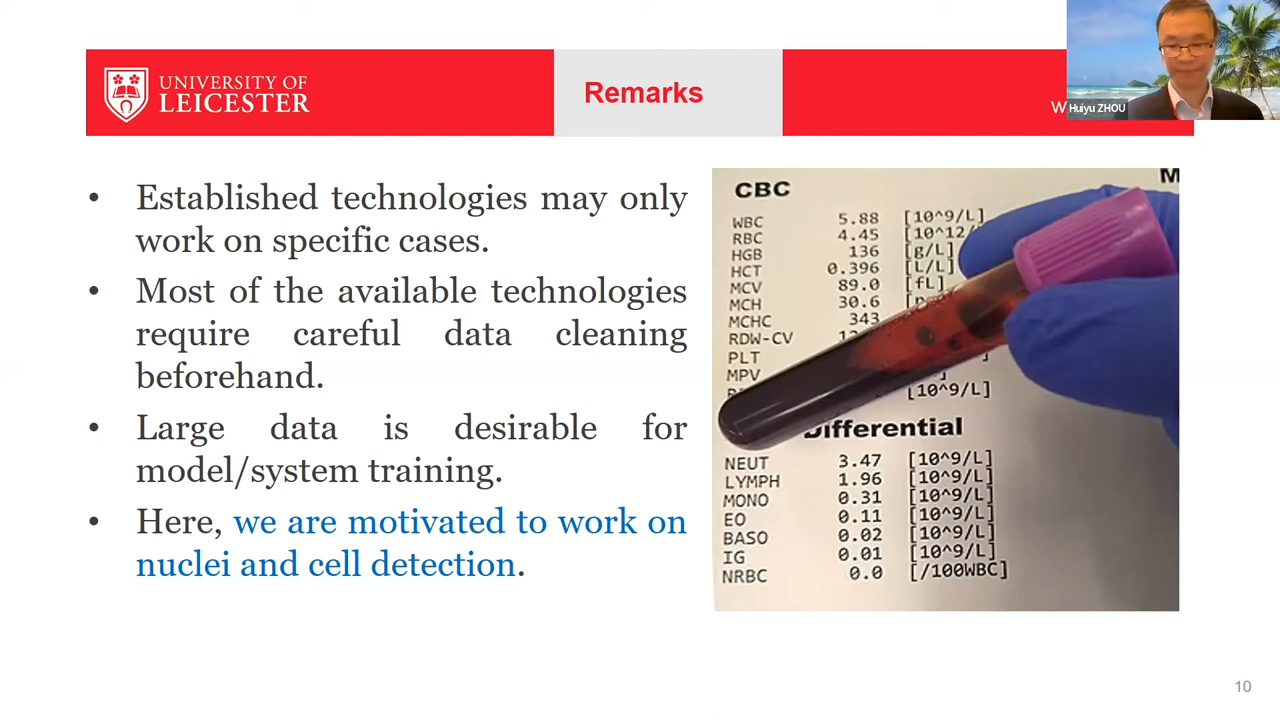 UNIVERSITY OF
LEICESTER
Remarks
W
Huiyu ZHOU
• Established technologies may only
work on specific cases.
• Most of the available technologies
require careful data cleaning
beforehand.
• Large data is desirable for
model/system training.
• Here, we are motivated to work on
nuclei and cell detection.
CBC
WBC 5.88 [10^9/L]
RBC 4.45 [10^12/
HGB 136 [g/L]
HCT 0.396 [L/L]
MCV 89.0 [fL]
MCH 30.6
MCHC 343
RDW-CV
PLT
MPV
[10^9/L]
Differential
NEUT 3.47 [10^9/L]
LYMPH 1.96 [10^9/L]
MONO 0.31 [10^9/L]
EO 0.11 [10^9/L]
BASO 0.02 [10^9/L]
IG 0.01 [10^9/L]
NRBC 0.0 [/100WBC]
10